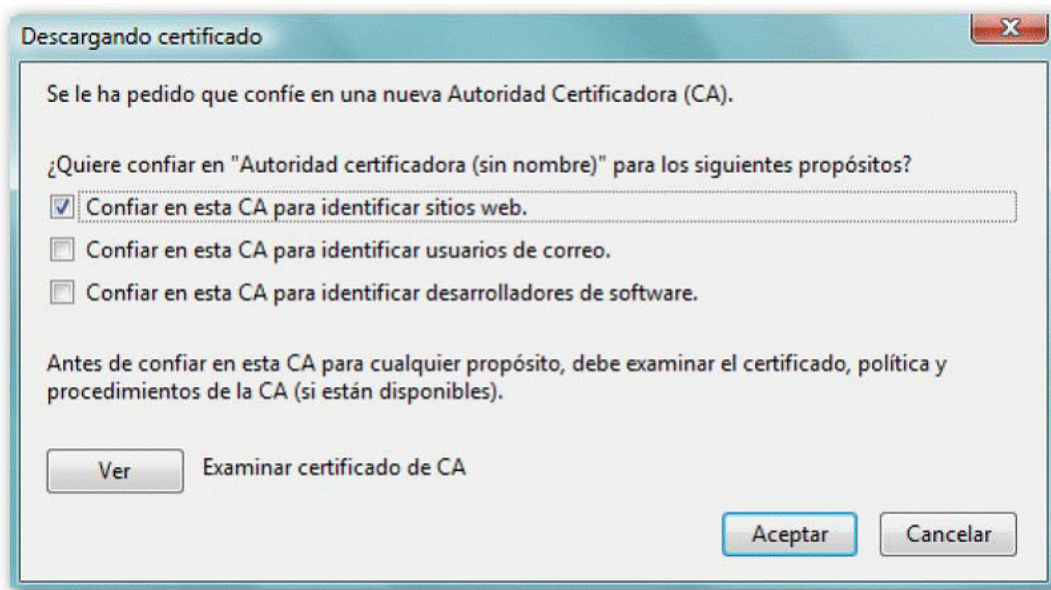 Descargando certificado
Se le ha pedido que confíe en una nueva Autoridad Certificadora (CA).
¿Quiere confiar en "Autoridad certificadora (sin nombre)" para los siguientes propósitos?
Confiar en esta CA para identificar sitios web.
Confiar en esta CA para identificar usuarios de correo.
Confiar en esta CA para identificar desarrolladores de software.
Antes de confiar en esta CA para cualquier propósito, debe examinar el certificado, política y
procedimientos de la CA (si están disponibles).
Ver Examinar certificado de CA
Aceptar Cancelar